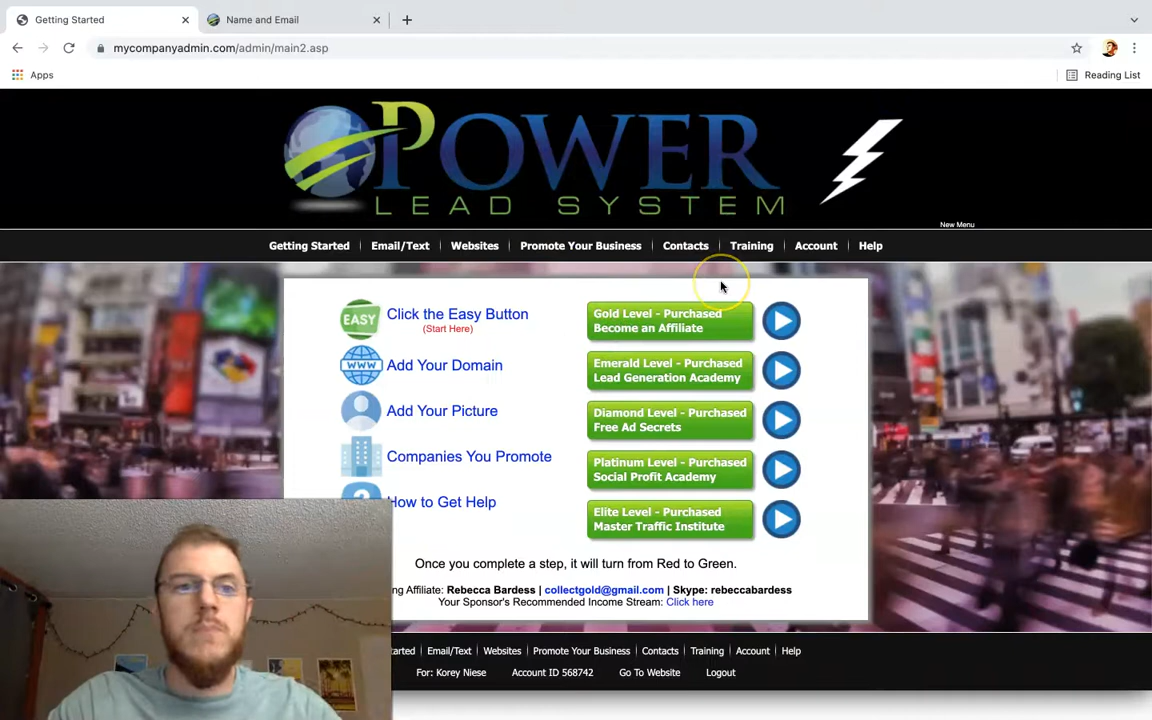 Getting Started
Name and Email
mycompanyadmin.com/admin/main2.asp
Apps
Reading List
POWER
LEAD SYSTEM
New Menu
Getting Started Email/Text Websites Promote Your Business Contacts Training Account Help
EASY
Click the Easy Button
(Start Here)
www
Add Your Domain
Add Your Picture
Companies You Promote
?
How to Get Help
Gold Level - Purchased
Become an Affiliate
Emerald Level - Purchased
Lead Generation Academy
Diamond Level - Purchased
Free Ad Secrets
Platinum Level - Purchased
Social Profit Academy
Elite Level - Purchased
Master Traffic Institute
Once you complete a step, it will turn from Red to Green.
ng Affiliate: Rebecca Bardess | collectgold@gmail.com | Skype: rebeccabardess
Your Sponsor's Recommended Income Stream: Click here
arted Email/Text Websites Promote Your Business Contacts Training Account Help
For: Korey Niese Account ID 568742 Go To Website Logout